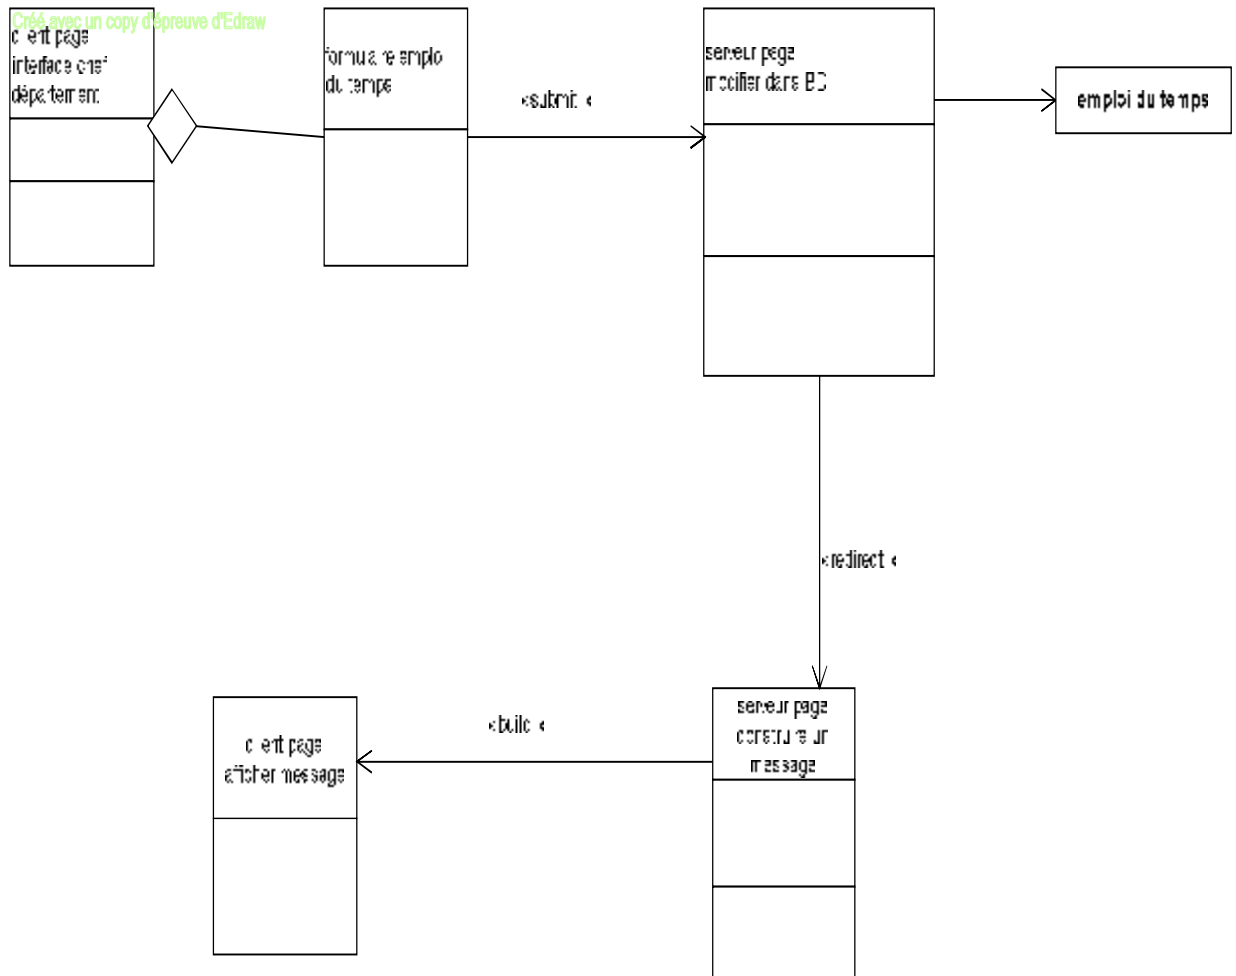 Créé avec un copy d'épreuve d'Edraw
client page
interface chef
département
formulaire emploi
du temps
«submit «
serveur page
modifier dans BD
emploi du temps
«redirect «
serveur page
construire un
message
«build «
client page
afficher message